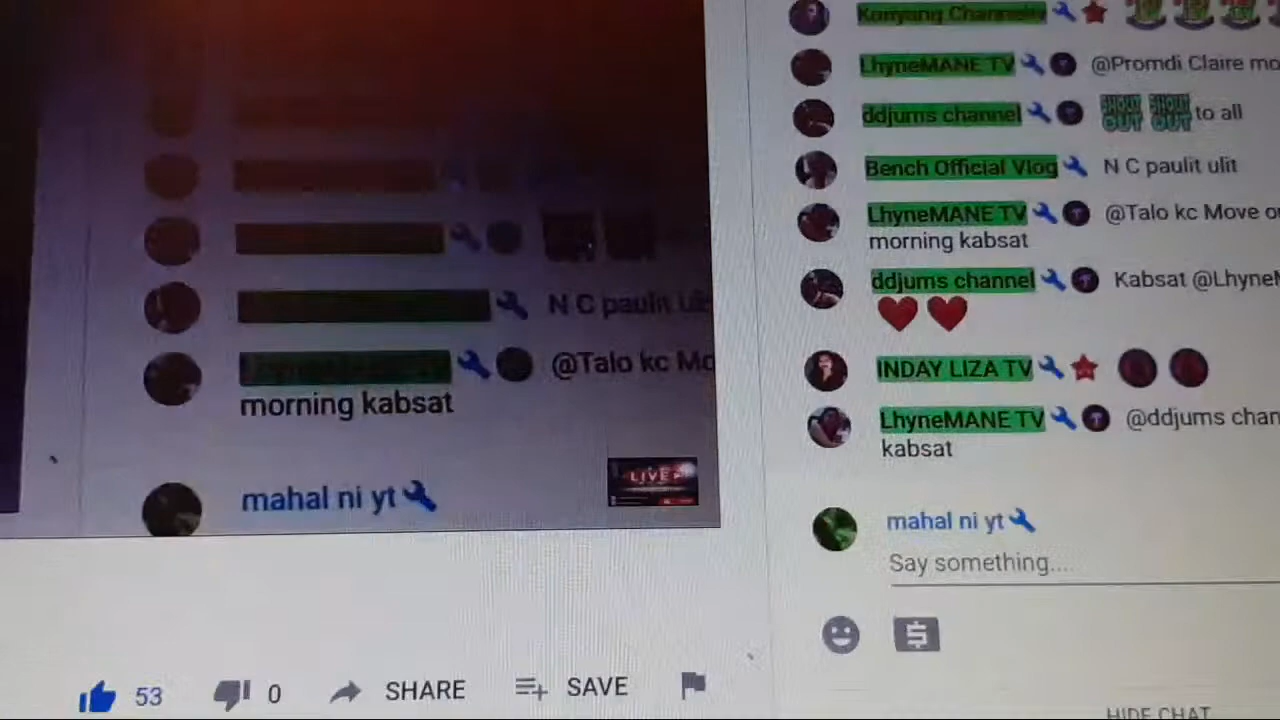 N C paulit
@Talo kc Mo
morning kabsat
mahal ni yt
LIVE
53
0
SHARE
SAVE
Konyang Channel
LhyneMANE TV @Promdi Claire mo
ddjums channel SHOUT OUT SHOUT OUT to all
Bench Official Vlog N C paulit ulit
LhyneMANE TV @Talo kc Move o
morning kabsat
ddjums channel Kabsat @Lhyne
INDAY LIZA TV
LhyneMANE TV @ddjums chan
kabsat
mahal ni yt
Say something....
HIDE CHAT